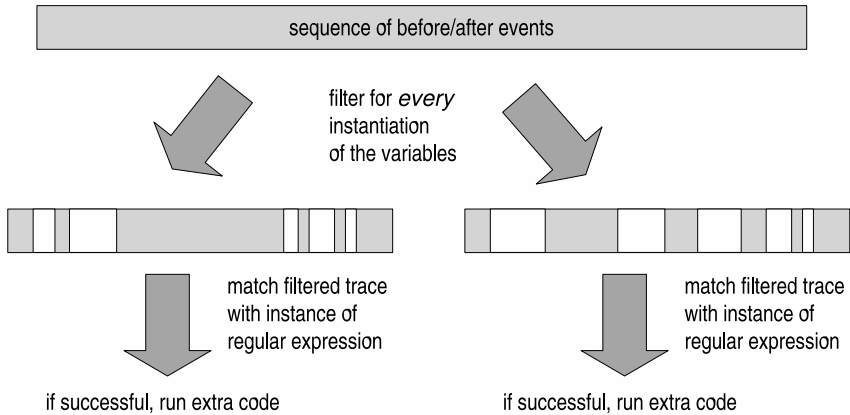 sequence of before/after events
filter for every
instantiation
of the variables
match filtered trace
with instance of
regular expression
match filtered trace
with instance of
regular expression
if successful, run extra code
if successful, run extra code